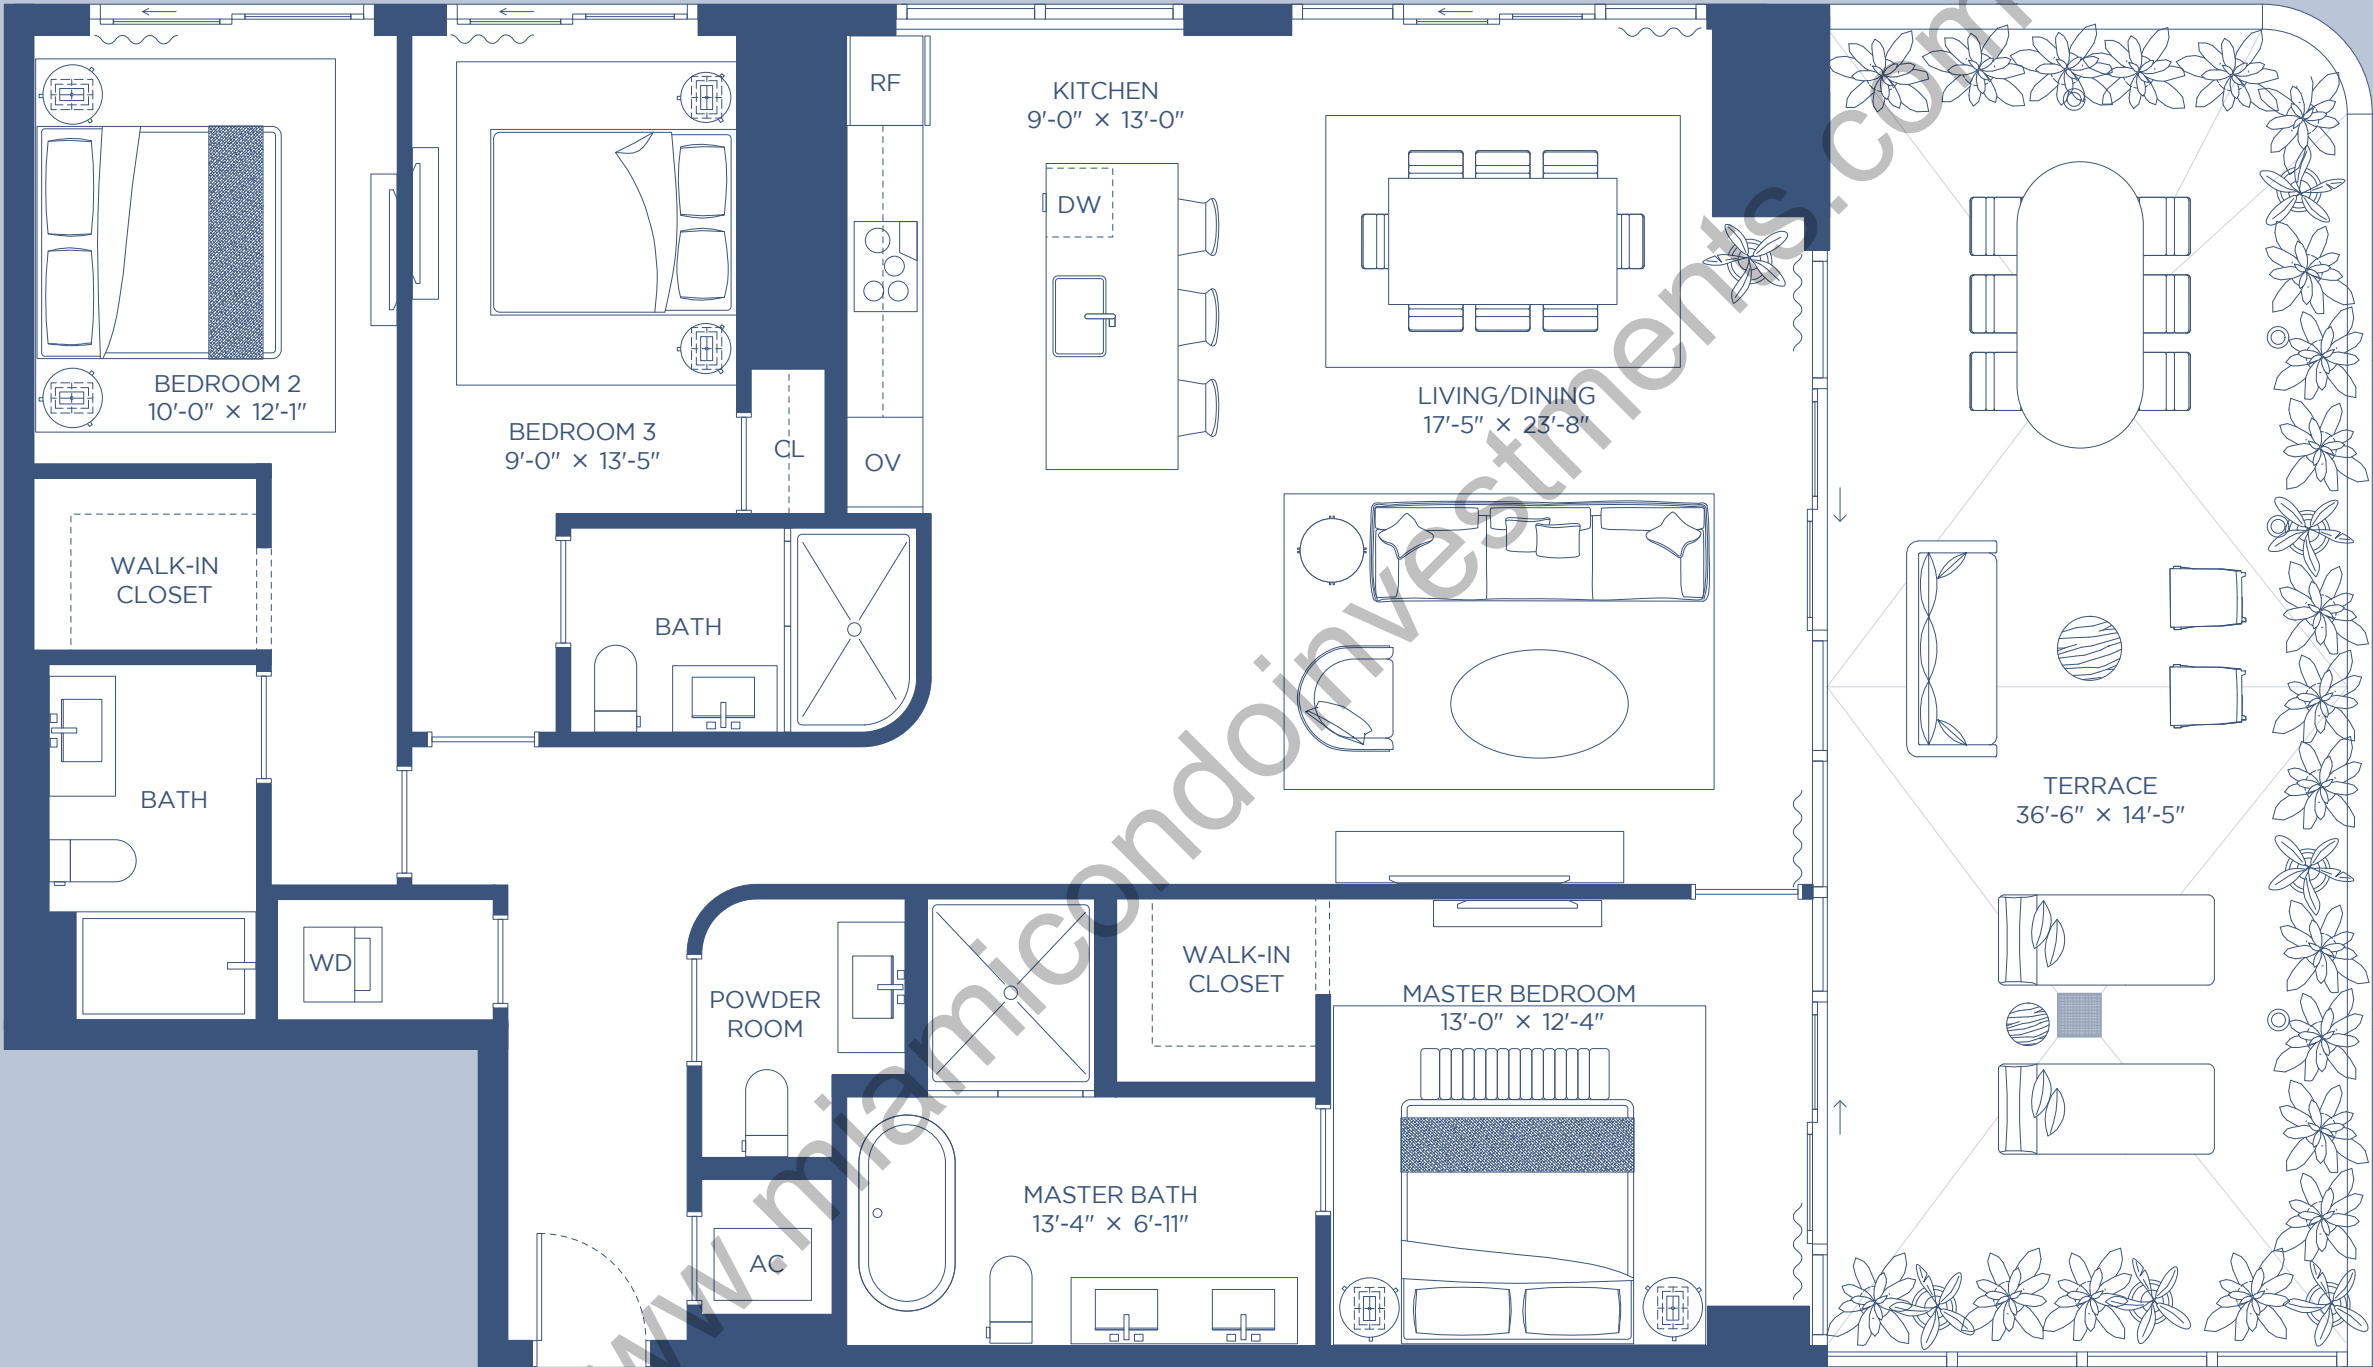 RF
KITCHEN
9'-0" × 13'-0"
DW
BEDROOM 2
10'-0" × 12'-1"
BEDROOM 3
9'-0" × 13'-5"
CL
OV
LIVING/DINING
17'-5" × 23'-8"
WALK-IN
CLOSET
BATH
BATH
TERRACE
36'-6" × 14'-5"
WD
POWDER
ROOM
WALK-IN
CLOSET
MASTER BEDROOM
13'-0" × 12'-4"
MASTER BATH
13'-4" × 6'-11"
AC
www.miamicondoinvestments.com